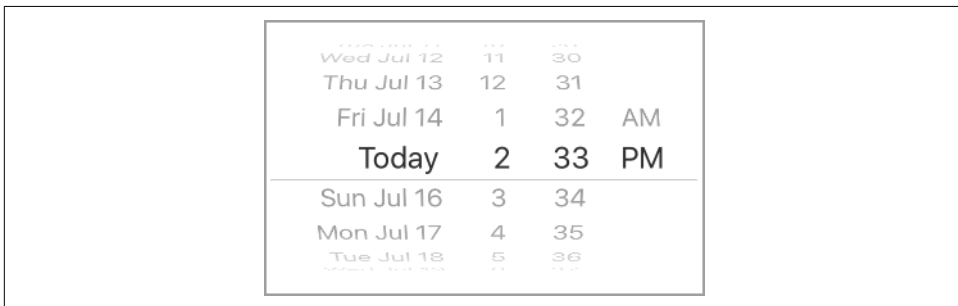 Wed Jul 12 11 30
Thu Jul 13 12 31
Fri Jul 14 1 32 AM
Today 2 33 PM
Sun Jul 16 3 34
Mon Jul 17 4 35
Tue Jul 18 5 36